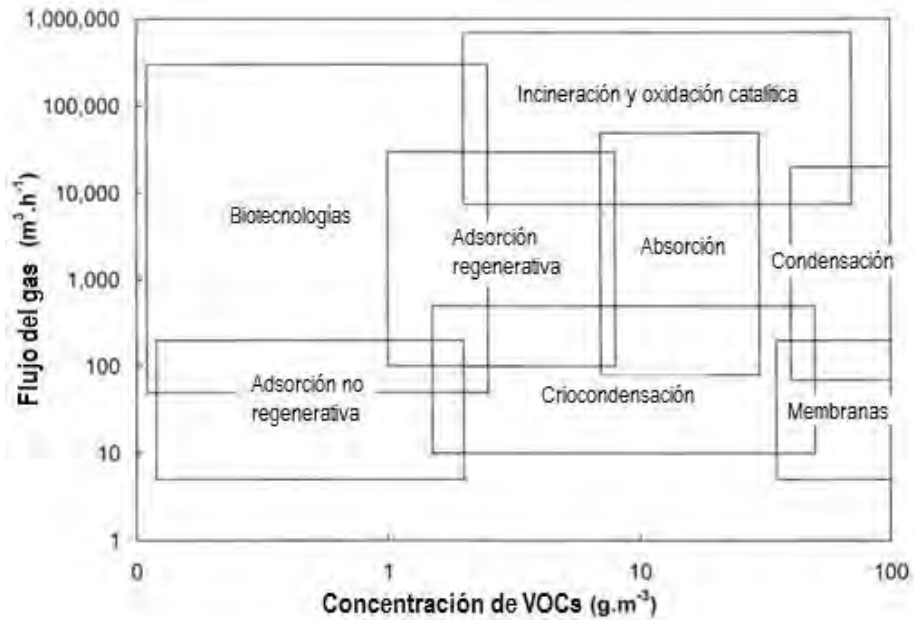 1,000,000
100,000
10,000
1,000
100
10
1
Flujo del gas (m³.h⁻¹)
Incineración y oxidación catalítica
Biotecnologías
Adsorción
regenerativa
Absorción
Condensación
Adsorción no
regenerativa
Criocondensación
Membranas
0 1 10 100
Concentración de VOCs (g.m⁻³)